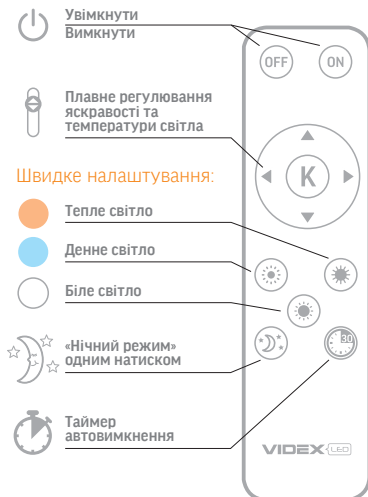 Увімкнути
Вимкнути
OFF
ON
Плавне регулювання
яскравості та
температури світла
K
Швидке налаштування:
Тепле світло
Денне світло
Біле світло
«Нічний режим»
одним натиском
30
Таймер
автовимкнення
VIDEX LED